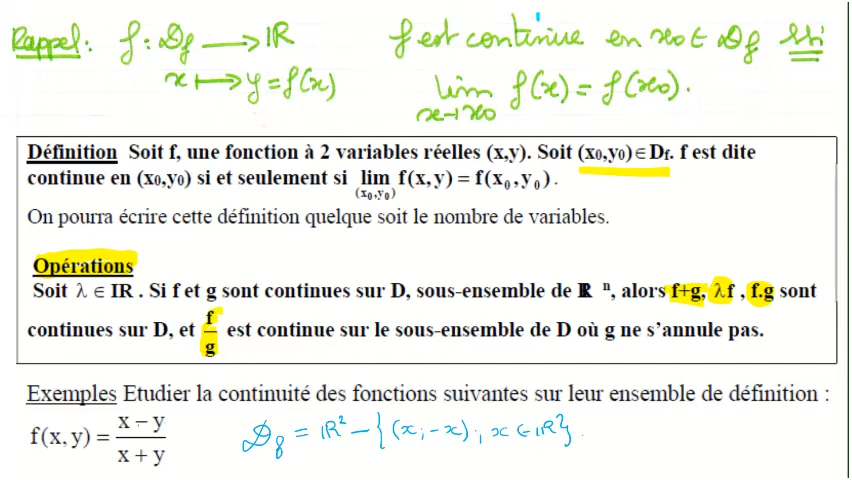 Rappel : f : Df → IR f est continue en x0 ∈ Df ssi
x ↦ y = f(x) lim f(x) = f(x0).
x→x0
Définition Soit f, une fonction à 2 variables réelles (x,y). Soit (x0,y0)∈Df. f est dite
continue en (x0,y0) si et seulement si lim f(x,y) = f(x0,y0).
(x0,y0)
On pourra écrire cette définition quelque soit le nombre de variables.
Opérations
Soit λ ∈ IR . Si f et g sont continues sur D, sous-ensemble de IR n, alors f+g, λf , f.g sont
continues sur D, et f/g est continue sur le sous-ensemble de D où g ne s’annule pas.
Exemples Etudier la continuité des fonctions suivantes sur leur ensemble de définition :
f(x,y) = (x − y)/(x + y) Df = IR² − {(x;−x); x ∈ IR}.